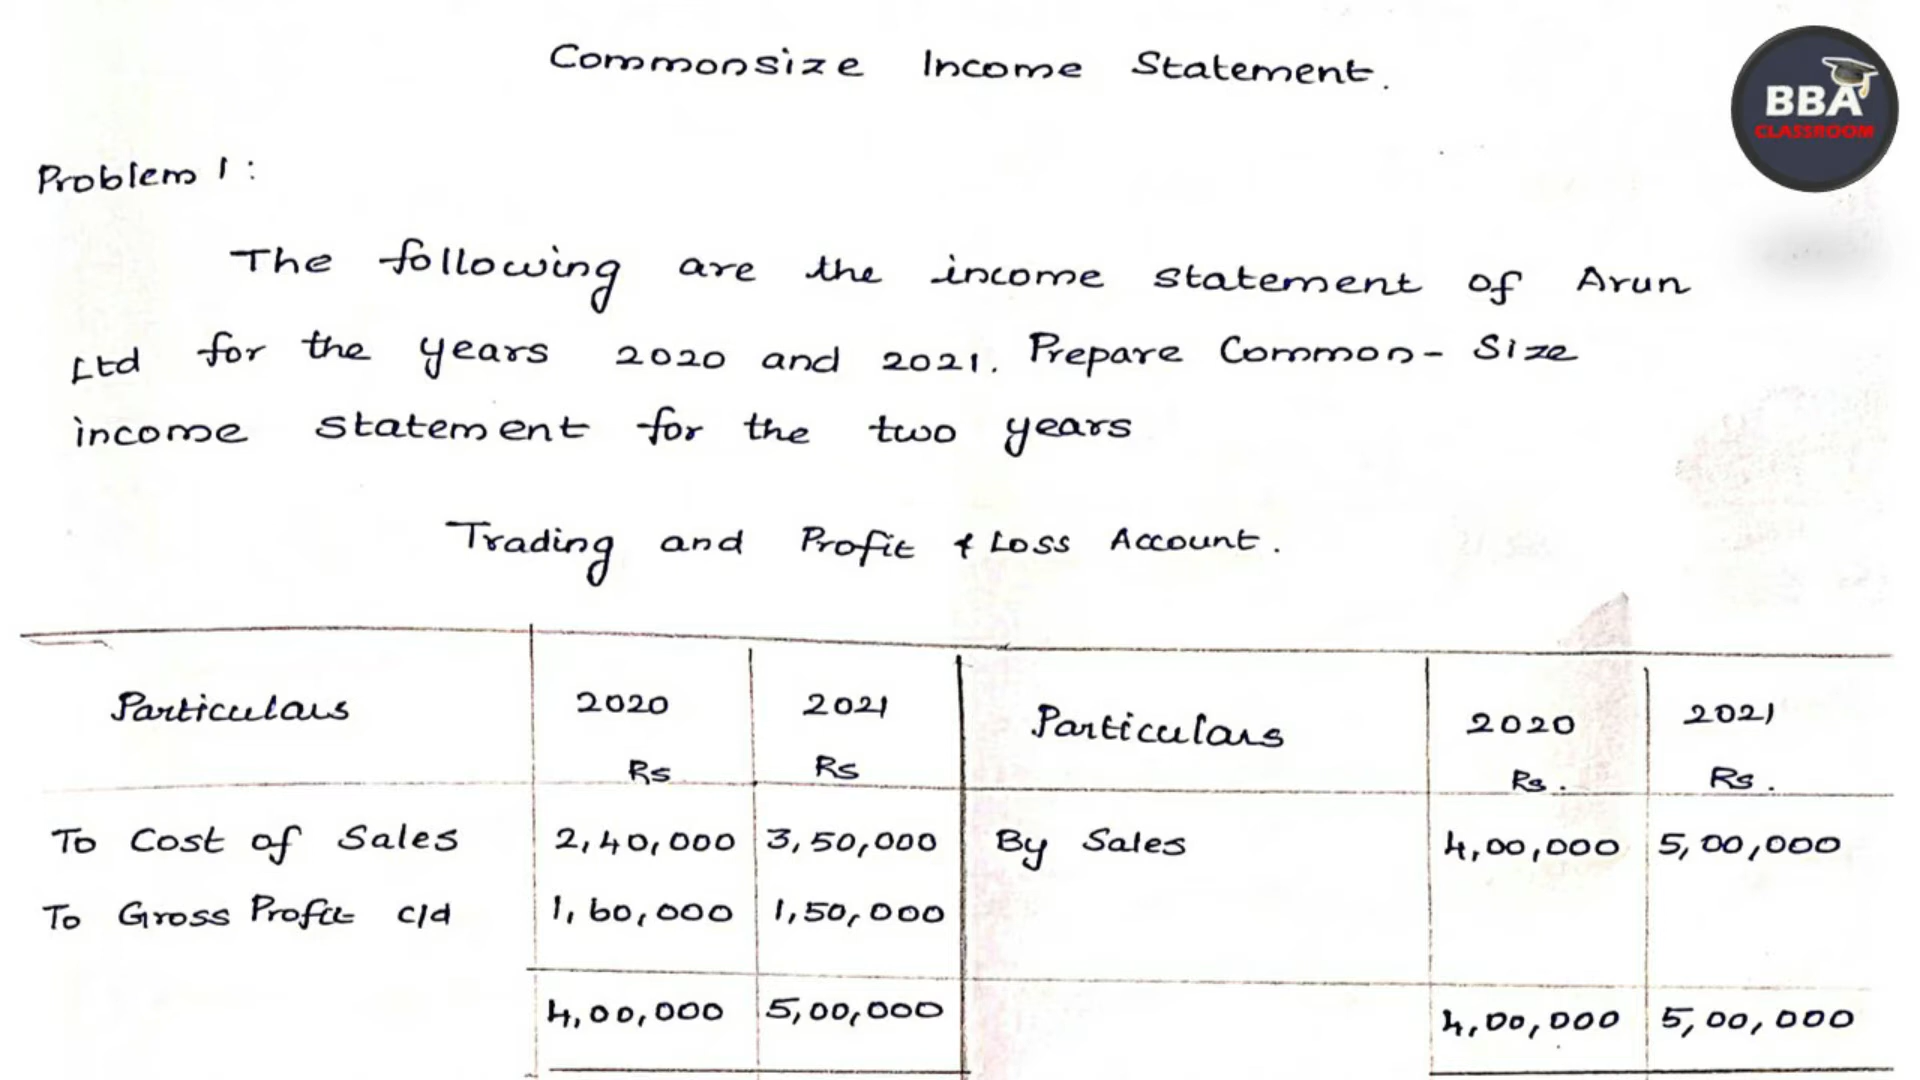 Commonsize Income Statement.
BBA
CLASSROOM
Problem 1:
The following are the income statement of Arun
Ltd for the years 2020 and 2021. Prepare Common-Size
income statement for the two years
Trading and Profit & Loss Account.
Particulars 2020 2021 Particulars 2020 2021
Rs Rs Rs. Rs.
To Cost of Sales 2,40,000 3,50,000 By Sales 4,00,000 5,00,000
To Gross Profit c/d 1,60,000 1,50,000
4,00,000 5,00,000 4,00,000 5,00,000